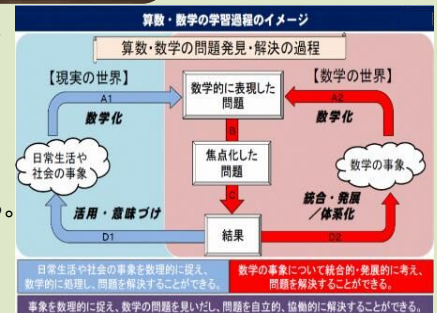 算数・数学の学習過程のイメージ
算数・数学の問題発見・解決の過程
【現実の世界】
【数学の世界】
A1
数学化
数学的に表現した
問題
A2
数学化
B
日常生活や
社会の事象
焦点化した
問題
数学の事象
C
活用・意味づけ
D1
結果
統合・発展
/体系化
D2
日常生活や社会の事象を数理的に捉え、
数学的に処理し、問題を解決することができる。
数学の事象について統合的・発展的に考え、
問題を解決することができる。
事象を数理的に捉え、数学の問題を見いだし、問題を自立的、協働的に解決することができる。
。